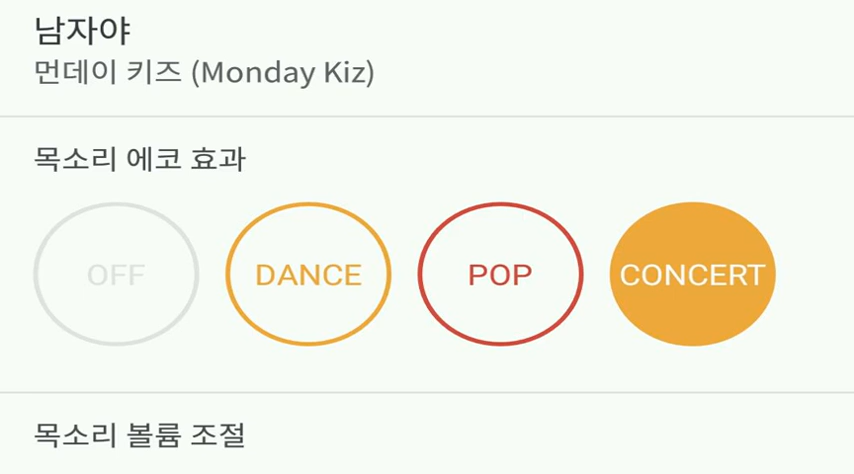 남자야
먼데이 키즈 (Monday Kiz)
목소리 에코 효과
OFF DANCE POP CONCERT
목소리 볼륨 조절